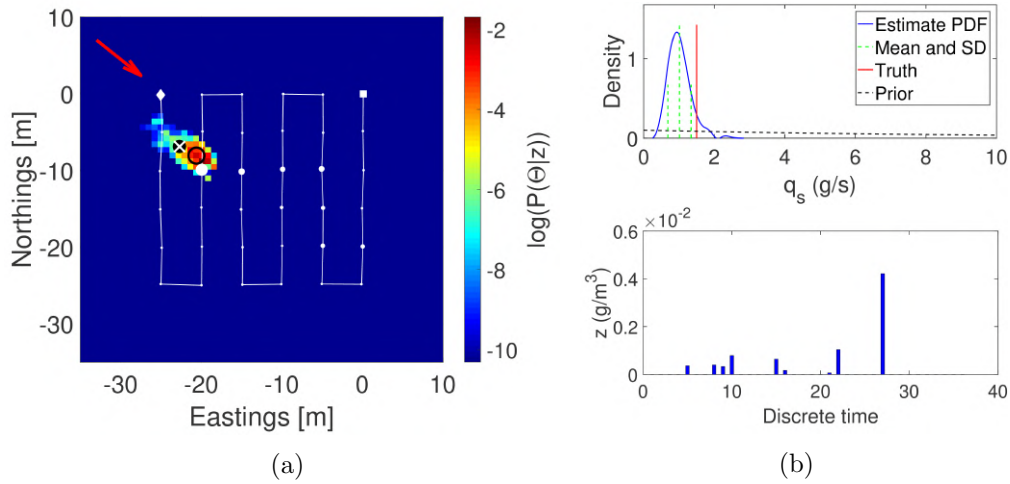 10
0
-10
-20
-30
Northings [m]
-30 -20 -10 0 10
Eastings [m]
-2
-4
-6
-8
-10
log(P(Θ|z)
(a)
Density
1
0
0 2 4 6 8 10
q_s (g/s)
Estimate PDF
Mean and SD
Truth
Prior
×10⁻²
0.6
0.4
0.2
0
z (g/m³)
0 10 20 30 40
Discrete time
(b)